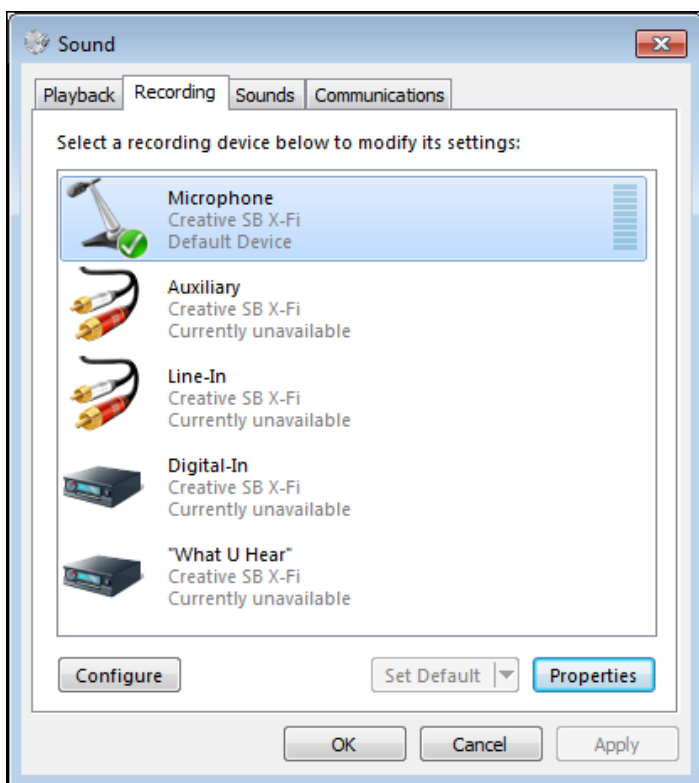 Sound
Playback Recording Sounds Communications
Select a recording device below to modify its settings:
Microphone
Creative SB X-Fi
Default Device
Auxiliary
Creative SB X-Fi
Currently unavailable
Line-In
Creative SB X-Fi
Currently unavailable
Digital-In
Creative SB X-Fi
Currently unavailable
"What U Hear"
Creative SB X-Fi
Currently unavailable
Configure Set Default Properties
OK Cancel Apply